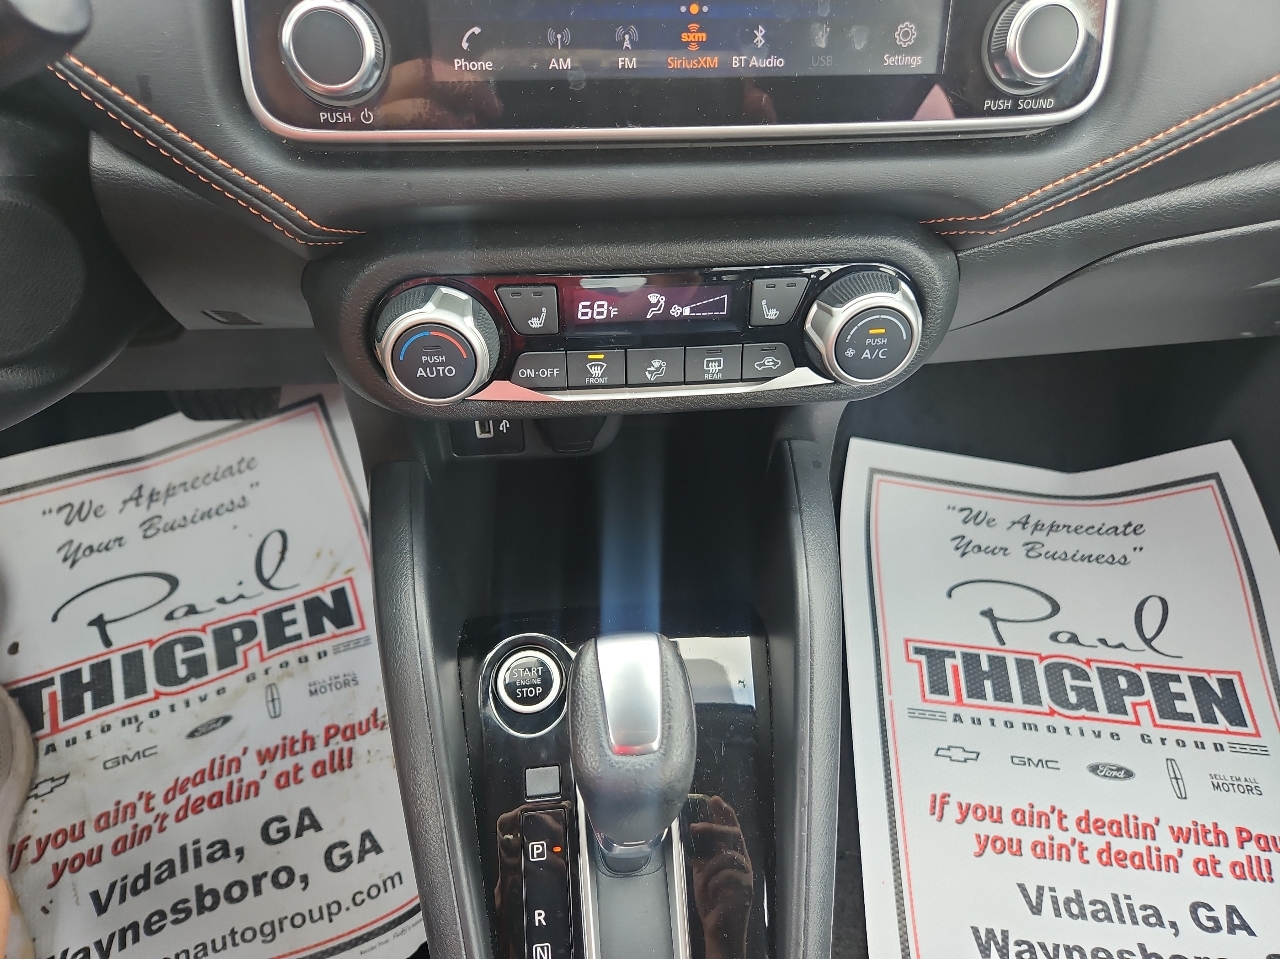 Phone
AM
FM
sxm
SiriusXM
BT Audio
USB
Settings
PUSH
PUSH SOUND
68°F
PUSH
AUTO
ON·OFF
FRONT
REAR
PUSH
A/C
START
ENGINE
STOP
P
R
N
"We Appreciate
Your Business"
Paul
THIGPEN
Automotive Group
GMC
Ford
SELL EM ALL
MOTORS
If you ain't dealin' with Paul,
you ain't dealin' at all!
Vidalia, GA
Waynesboro, GA
nautogroup.com
"We Appreciate
Your Business"
Paul
THIGPEN
Automotive Group
GMC
Ford
SELL EM ALL
MOTORS
If you ain't dealin' with Pau
you ain't dealin' at all!
Vidalia, GA
Waynesboro,